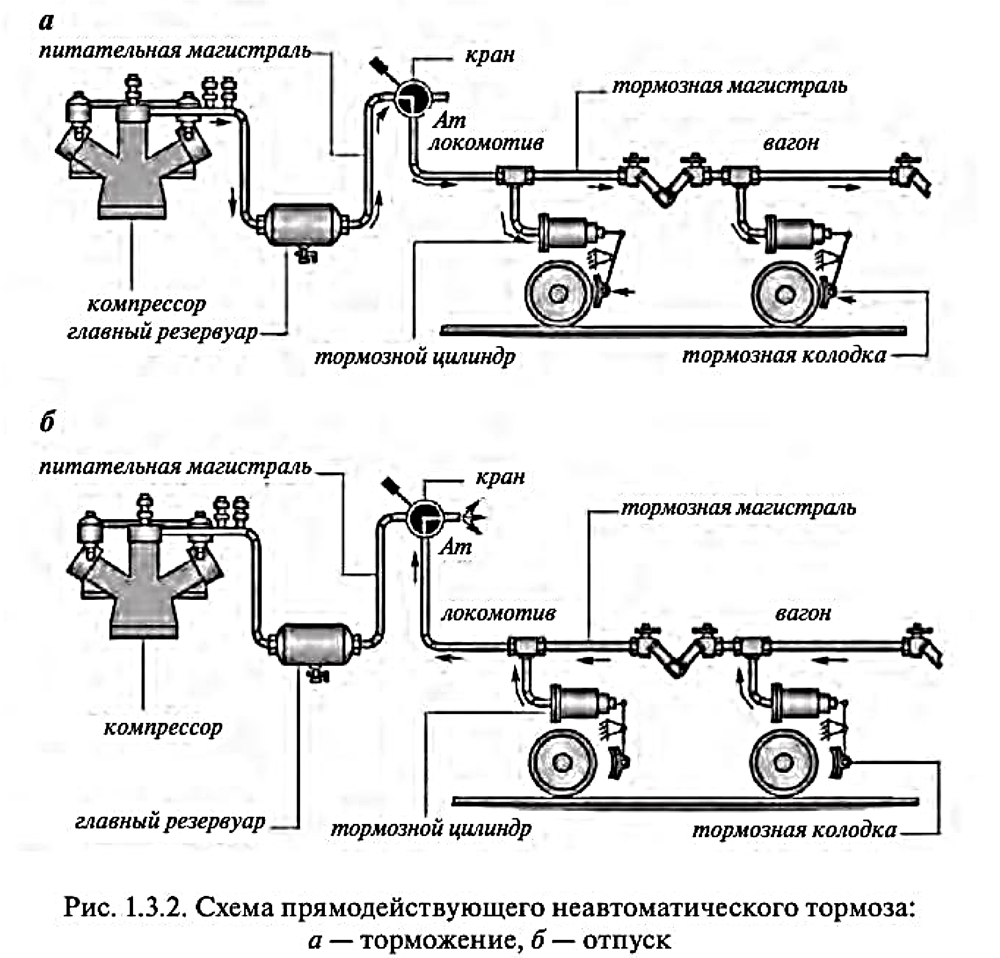 а
питательная магистраль
кран
тормозная магистраль
Ат
локомотив
вагон
компрессор
главный резервуар
тормозной цилиндр
тормозная колодка
б
питательная магистраль
кран
тормозная магистраль
Ат
локомотив
вагон
компрессор
главный резервуар
тормозной цилиндр
тормозная колодка
Рис. 1.3.2. Схема прямодействующего неавтоматического тормоза:
а — торможение, б — отпуск